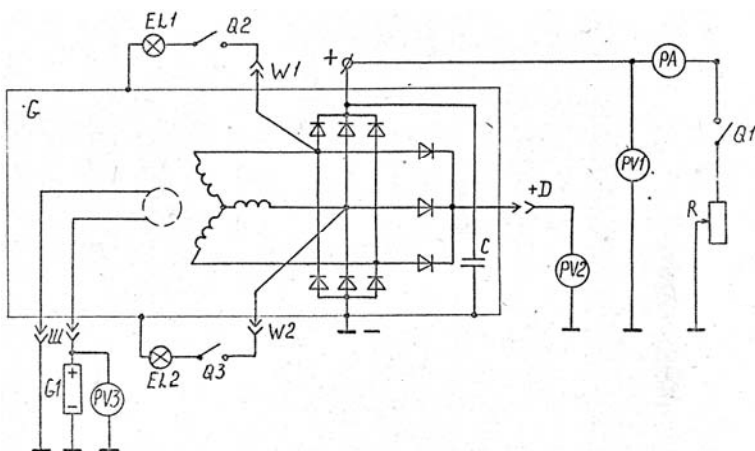 EL1
Q2
W1
+
PA
G
Q1
PV1
+D
R
C
PV2
Ш
W2
−
G1
+
−
PV3
EL2
Q3